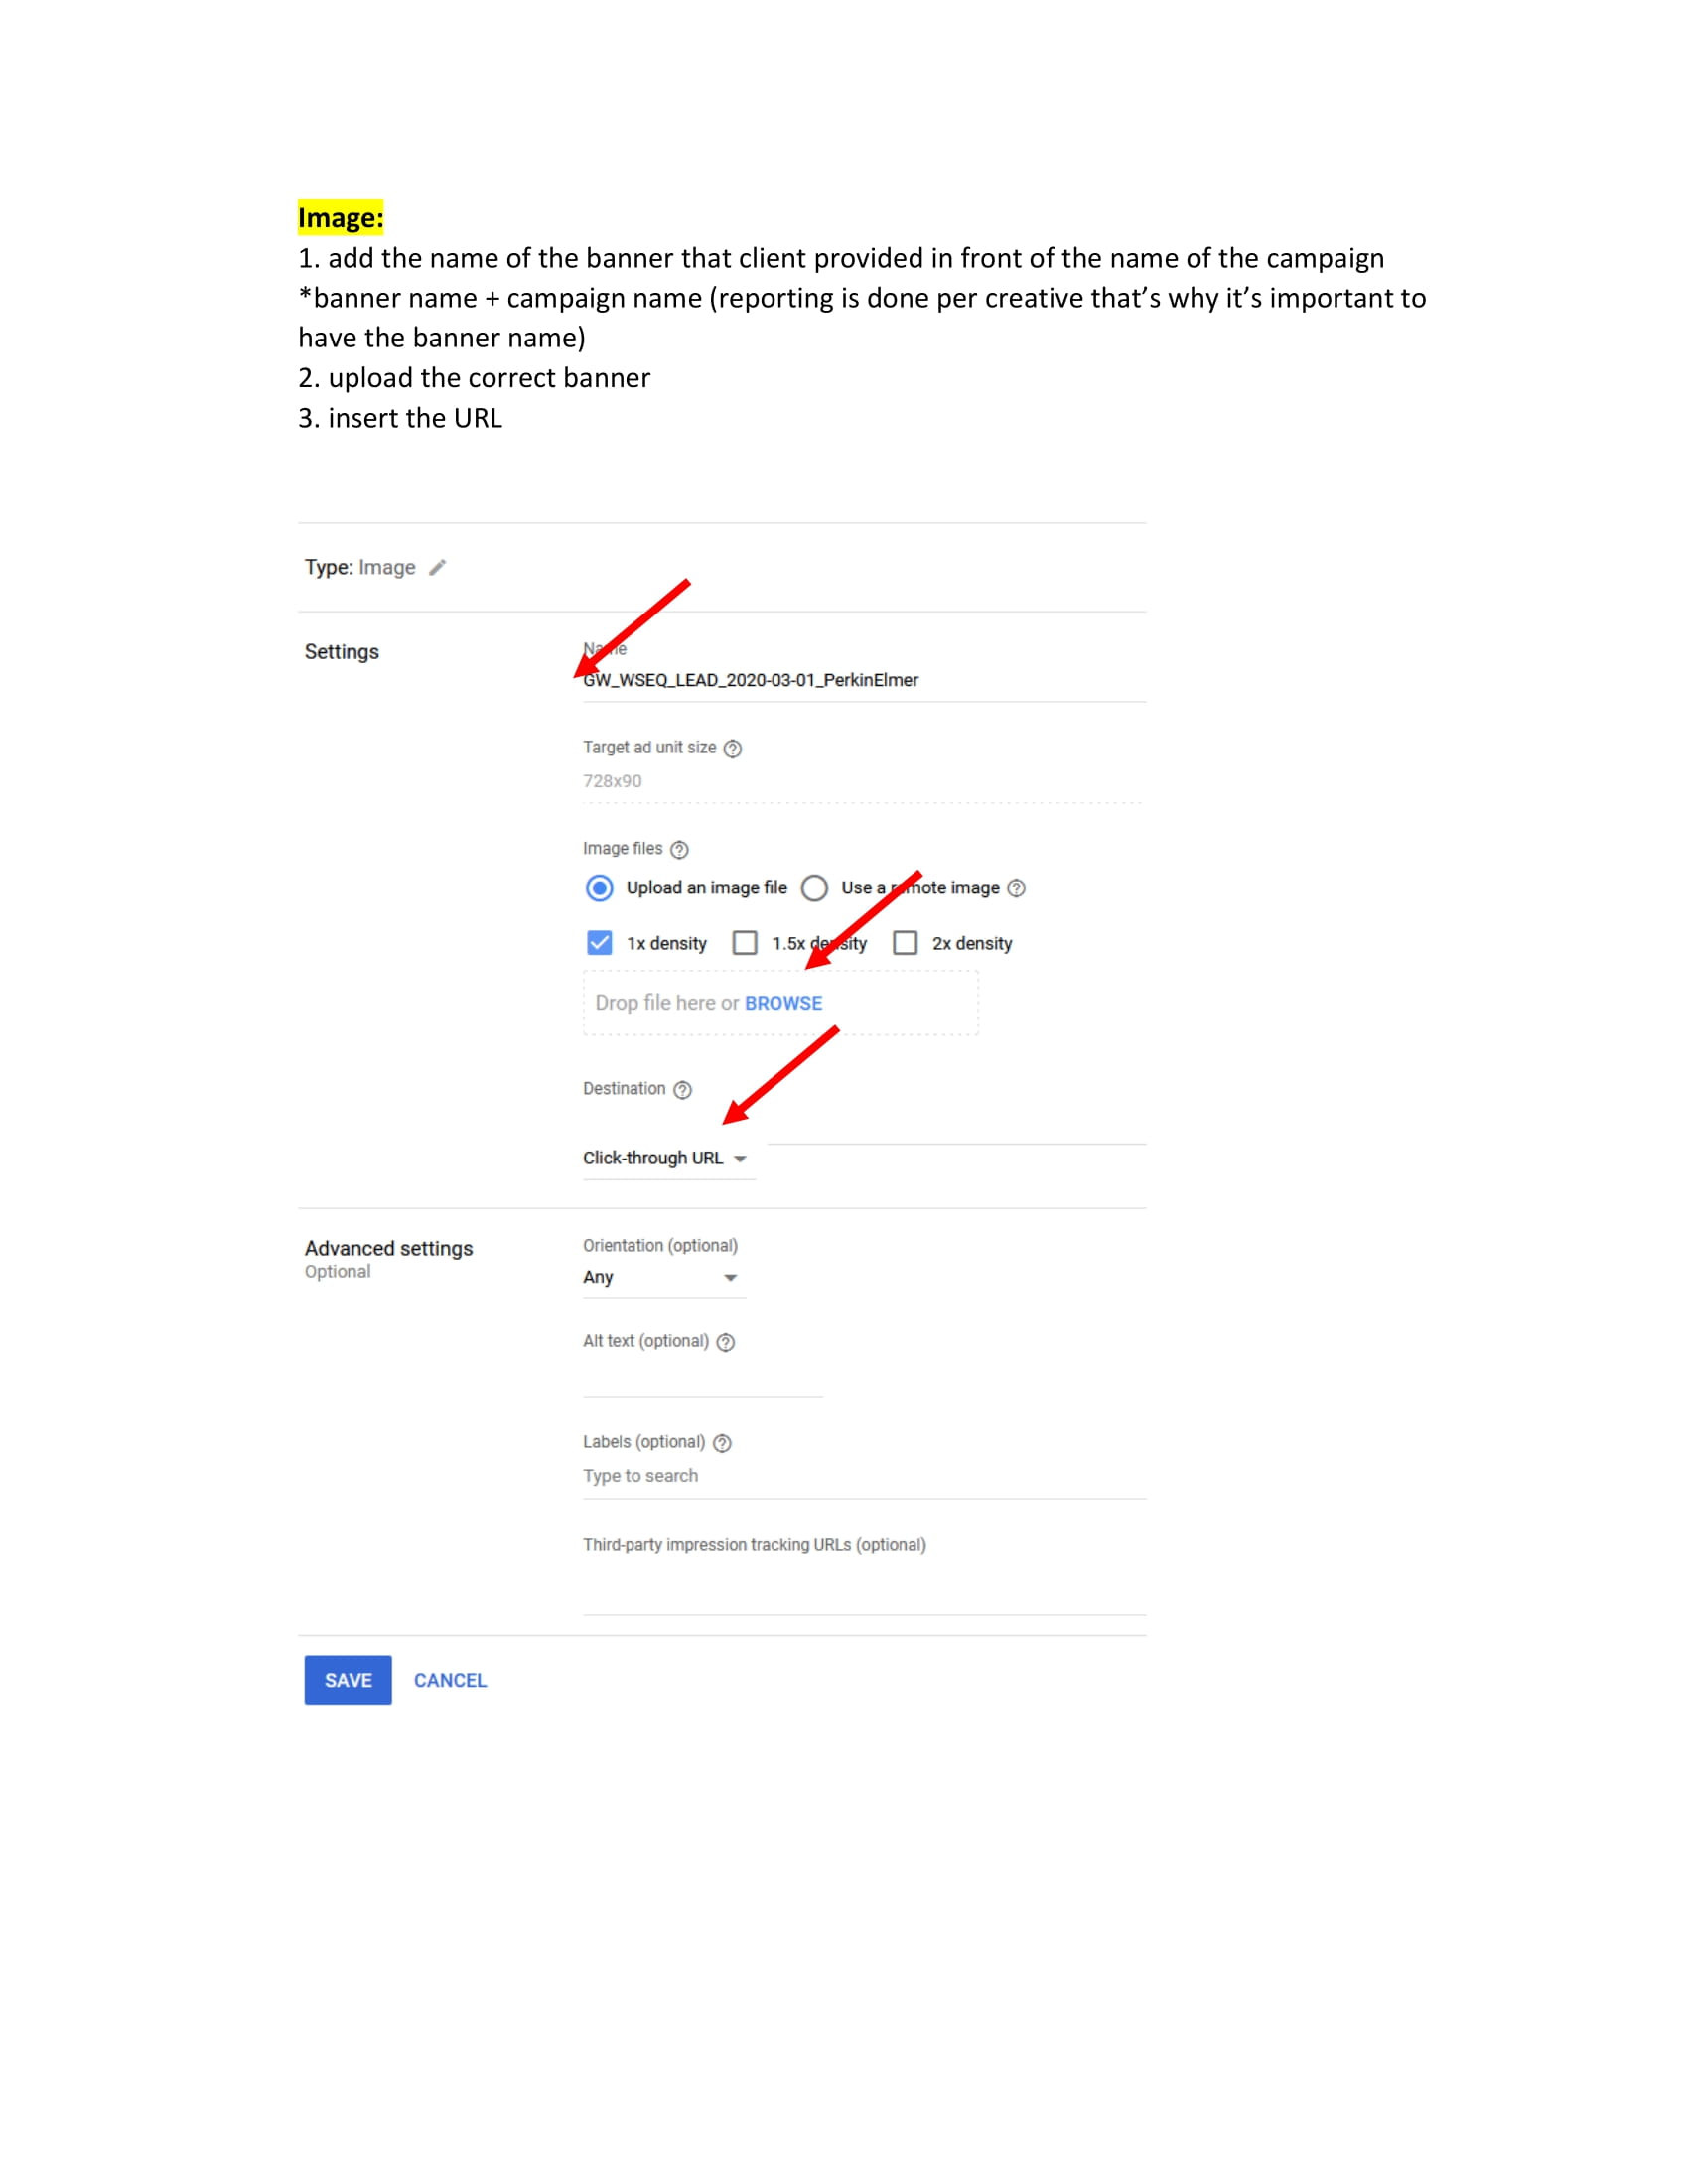 Image:
1. add the name of the banner that client provided in front of the name of the campaign
*banner name + campaign name (reporting is done per creative that’s why it’s important to
have the banner name)
2. upload the correct banner
3. insert the URL
Type: Image
Settings
Name
GW_WSEQ_LEAD_2020-03-01_PerkinElmer
Target ad unit size
728x90
Image files
Upload an image file Use a remote image
1x density 1.5x density 2x density
Drop file here or BROWSE
Destination
Click-through URL
Advanced settings
Optional
Orientation (optional)
Any
Alt text (optional)
Labels (optional)
Type to search
Third-party impression tracking URLs (optional)
SAVE CANCEL